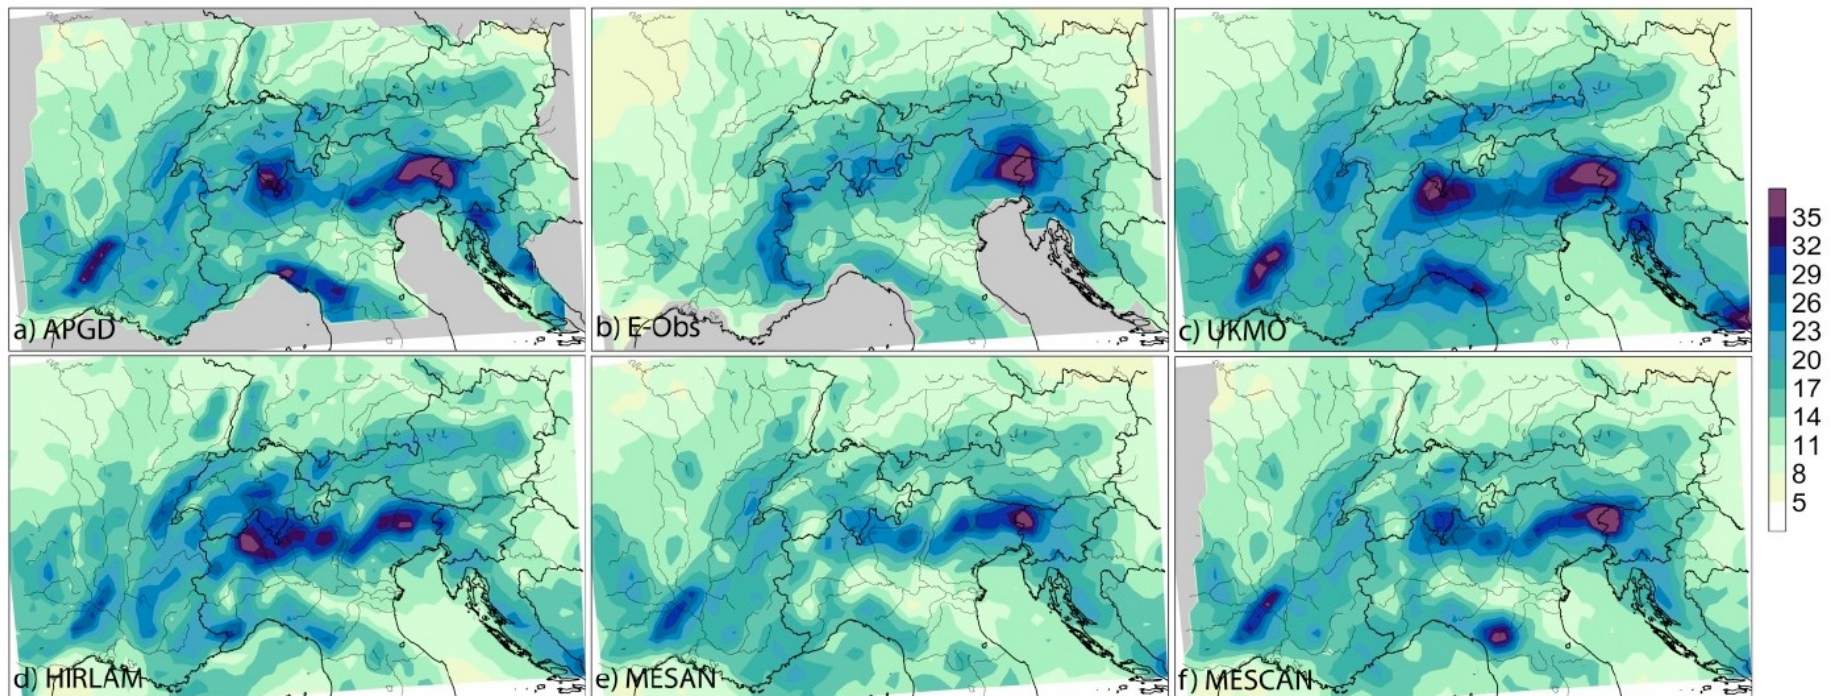 a) APGD
b) E-Obs
c) UKMO
35
32
29
26
23
20
17
14
11
8
5
d) HIRLAM
e) MESAN
f) MESCAN